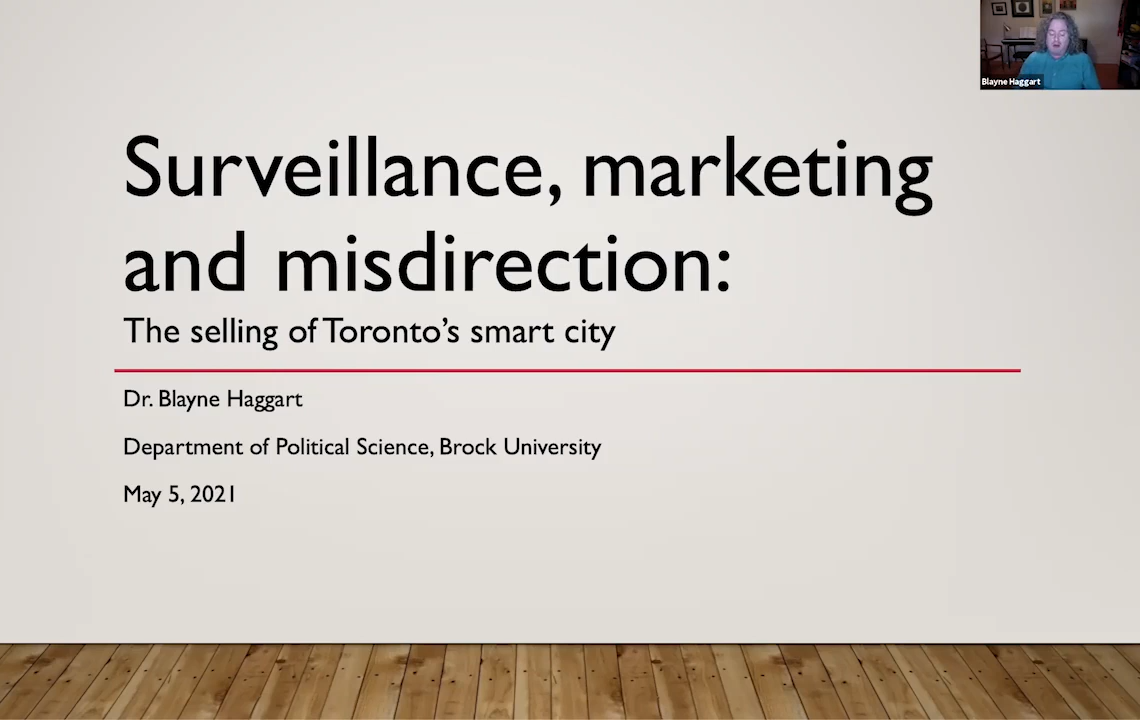 Blayne Haggart
Surveillance, marketing
and misdirection:
The selling of Toronto's smart city
Dr. Blayne Haggart
Department of Political Science, Brock University
May 5, 2021